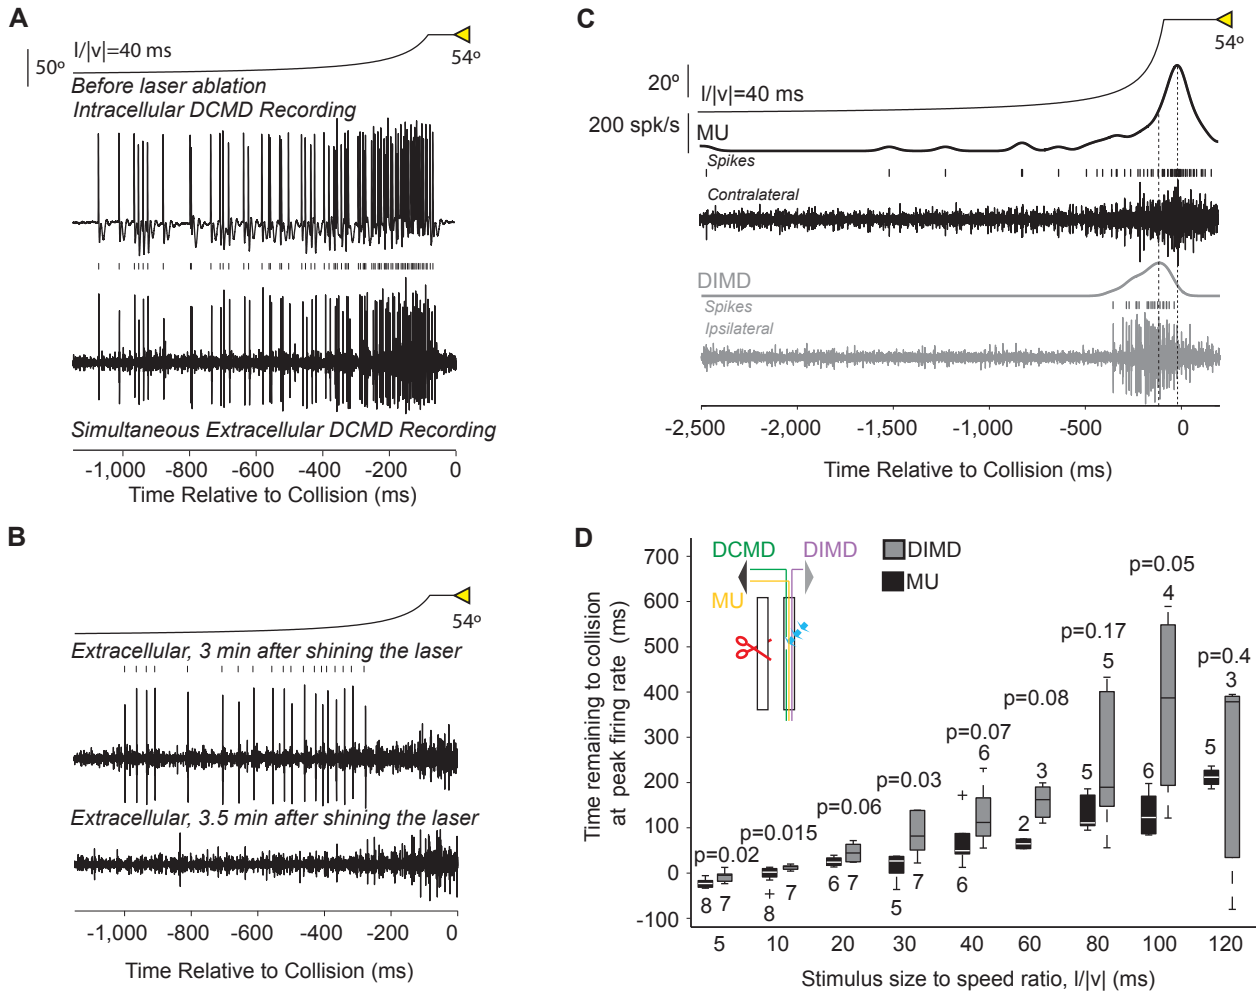 A
l/|v|=40 ms
50º
54º
Before laser ablation
Intracellular DCMD Recording
Simultaneous Extracellular DCMD Recording
-1,000 -800 -600 -400 -200 0
Time Relative to Collision (ms)
B
54º
Extracellular, 3 min after shining the laser
Extracellular, 3.5 min after shining the laser
-1,000 -800 -600 -400 -200 0
Time Relative to Collision (ms)
C
54º
20º
l/|v|=40 ms
200 spk/s
MU
Spikes
Contralateral
DIMD
Spikes
Ipsilateral
-2,500 -2,000 -1,500 -1,000 -500 0
Time Relative to Collision (ms)
D
Time remaining to collision
at peak firing rate (ms)
700
600
500
400
300
200
100
0
-100
DCMD DIMD
MU
DIMD
MU
p=0.02
p=0.015
p=0.06
p=0.03
p=0.07
p=0.08
p=0.17
p=0.05
p=0.4
8 7
8 7
6 7
5 7
6 6
2 3
5 5
6 4
5 3
5 10 20 30 40 60 80 100 120
Stimulus size to speed ratio, l/|v| (ms)